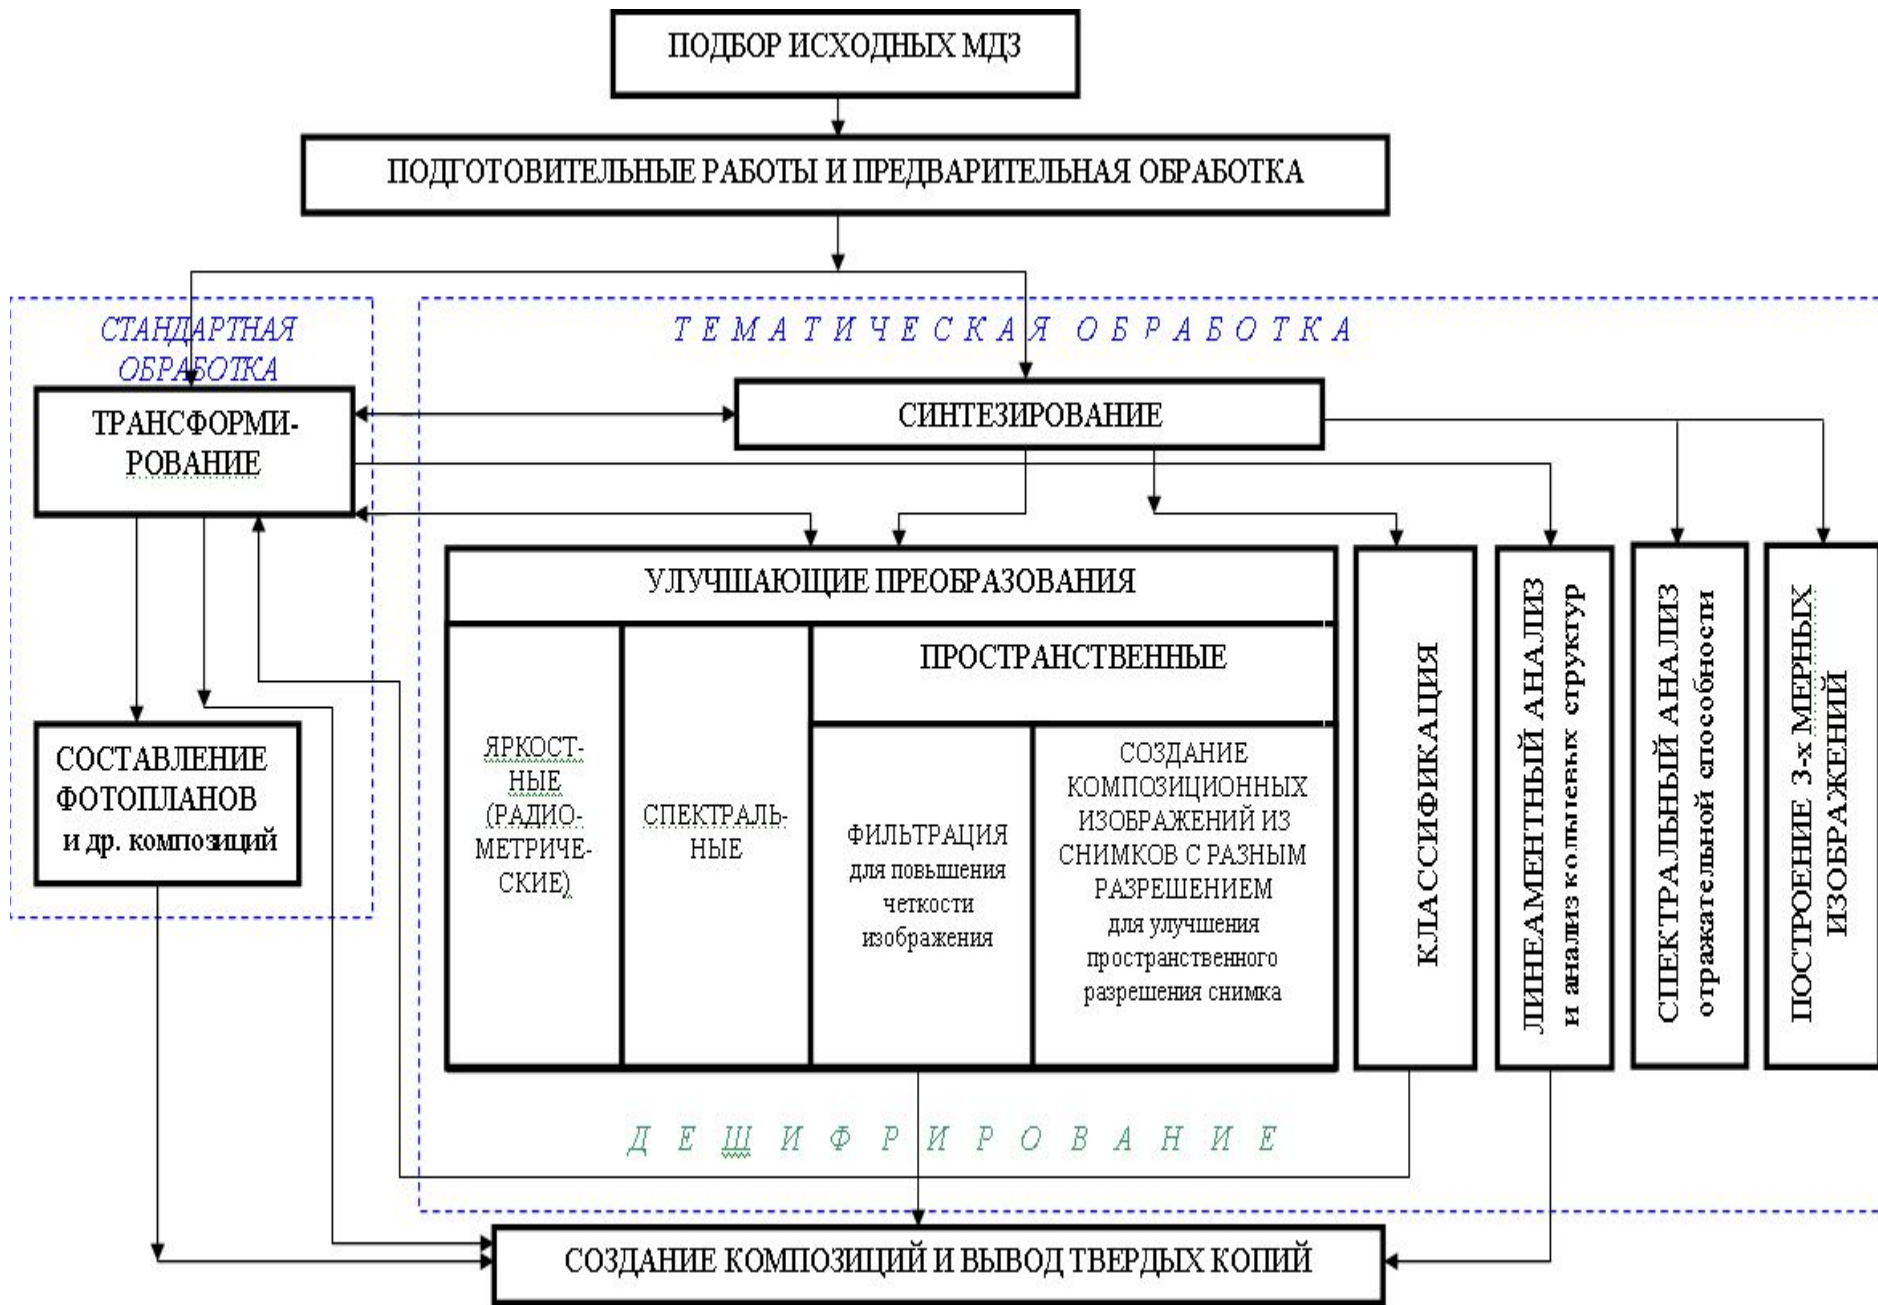 ПОДБОР ИСХОДНЫХ МДЗ
ПОДГОТОВИТЕЛЬНЫЕ РАБОТЫ И ПРЕДВАРИТЕЛЬНАЯ ОБРАБОТКА
СТАНДАРТНАЯ
ОБРАБОТКА
ТЕМАТИЧЕСКАЯ ОБРАБОТКА
ТРАНСФОРМИ-
РОВАНИЕ
СИНТЕЗИРОВАНИЕ
СОСТАВЛЕНИЕ
ФОТОПЛАНОВ
и др. композиций
УЛУЧШАЮЩИЕ ПРЕОБРАЗОВАНИЯ
ЯРКОСТ-
НЫЕ
(РАДИО-
МЕТРИЧЕ-
СКИЕ)
СПЕКТРАЛЬ-
НЫЕ
ПРОСТРАНСТВЕННЫЕ
ФИЛЬТРАЦИЯ
для повышения
четкости
изображения
СОЗДАНИЕ
КОМПОЗИЦИОННЫХ
ИЗОБРАЖЕНИЙ ИЗ
СНИМКОВ С РАЗНЫМ
РАЗРЕШЕНИЕМ
для улучшения
пространственного
разрешения снимка
КЛАССИФИКАЦИЯ
ЛИНЕАМЕНТНЫЙ АНАЛИЗ
и анализ кольцевых структур
СПЕКТРАЛЬНЫЙ АНАЛИЗ
отражательной способности
ПОСТРОЕНИЕ 3-х МЕРНЫХ
ИЗОБРАЖЕНИЙ
ДЕШИФРИРОВАНИЕ
СОЗДАНИЕ КОМПОЗИЦИЙ И ВЫВОД ТВЕРДЫХ КОПИЙ